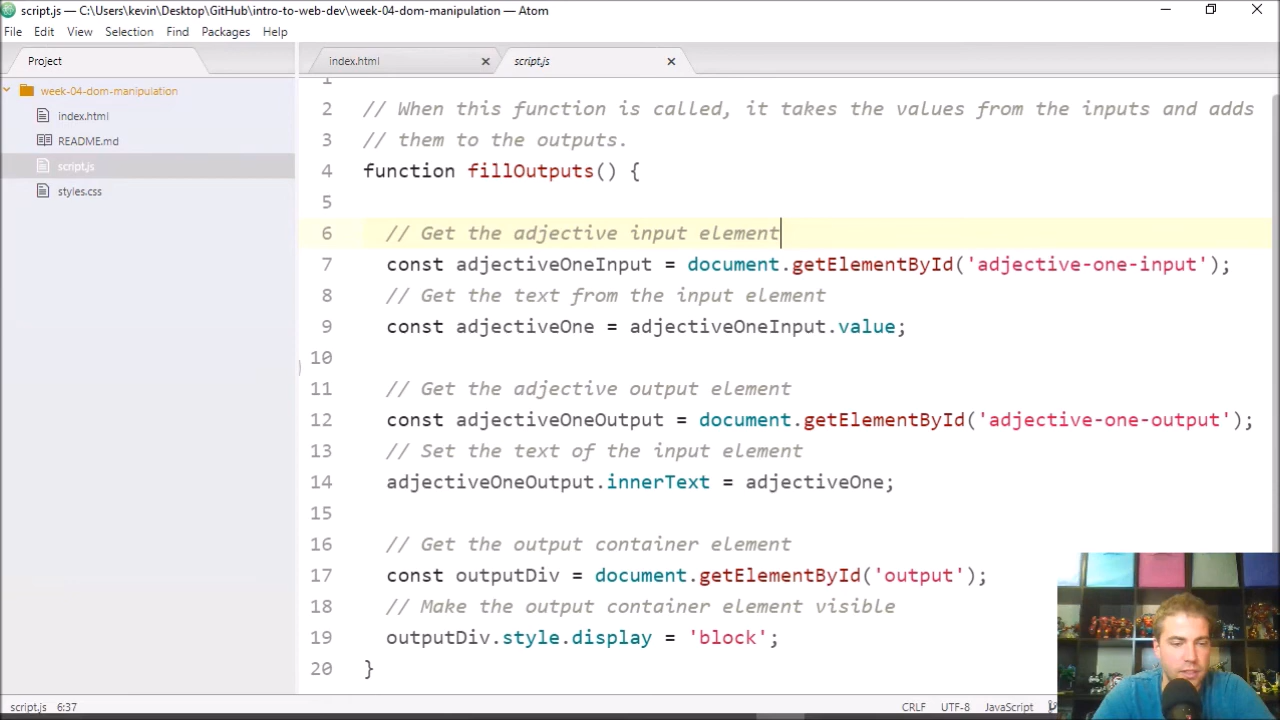 script.js — C:\Users\kevin\Desktop\GitHub\intro-to-web-dev\week-04-dom-manipulation — Atom
File Edit View Selection Find Packages Help
Project
index.html
script.js
week-04-dom-manipulation
index.html
README.md
script.js
styles.css
1
2 // When this function is called, it takes the values from the inputs and adds
3 // them to the outputs.
4 function fillOutputs() {
5
6 // Get the adjective input element
7 const adjectiveOneInput = document.getElementById('adjective-one-input');
8 // Get the text from the input element
9 const adjectiveOne = adjectiveOneInput.value;
10
11 // Get the adjective output element
12 const adjectiveOneOutput = document.getElementById('adjective-one-output');
13 // Set the text of the input element
14 adjectiveOneOutput.innerText = adjectiveOne;
15
16 // Get the output container element
17 const outputDiv = document.getElementById('output');
18 // Make the output container element visible
19 outputDiv.style.display = 'block';
20 }
script.js 6:37 CRLF UTF-8 JavaScript